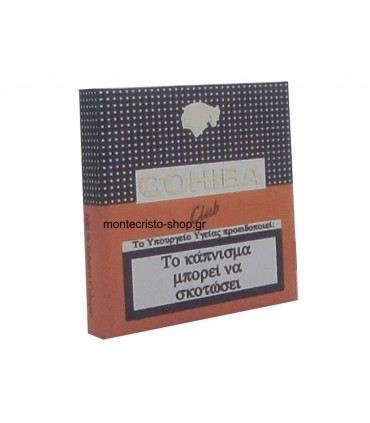 COHIBA
Club
montecristo-shop.gr
Το Υπουργείο Υγείας προειδοποιεί:
Το κάπνισμα
μπορεί να
σκοτώσει